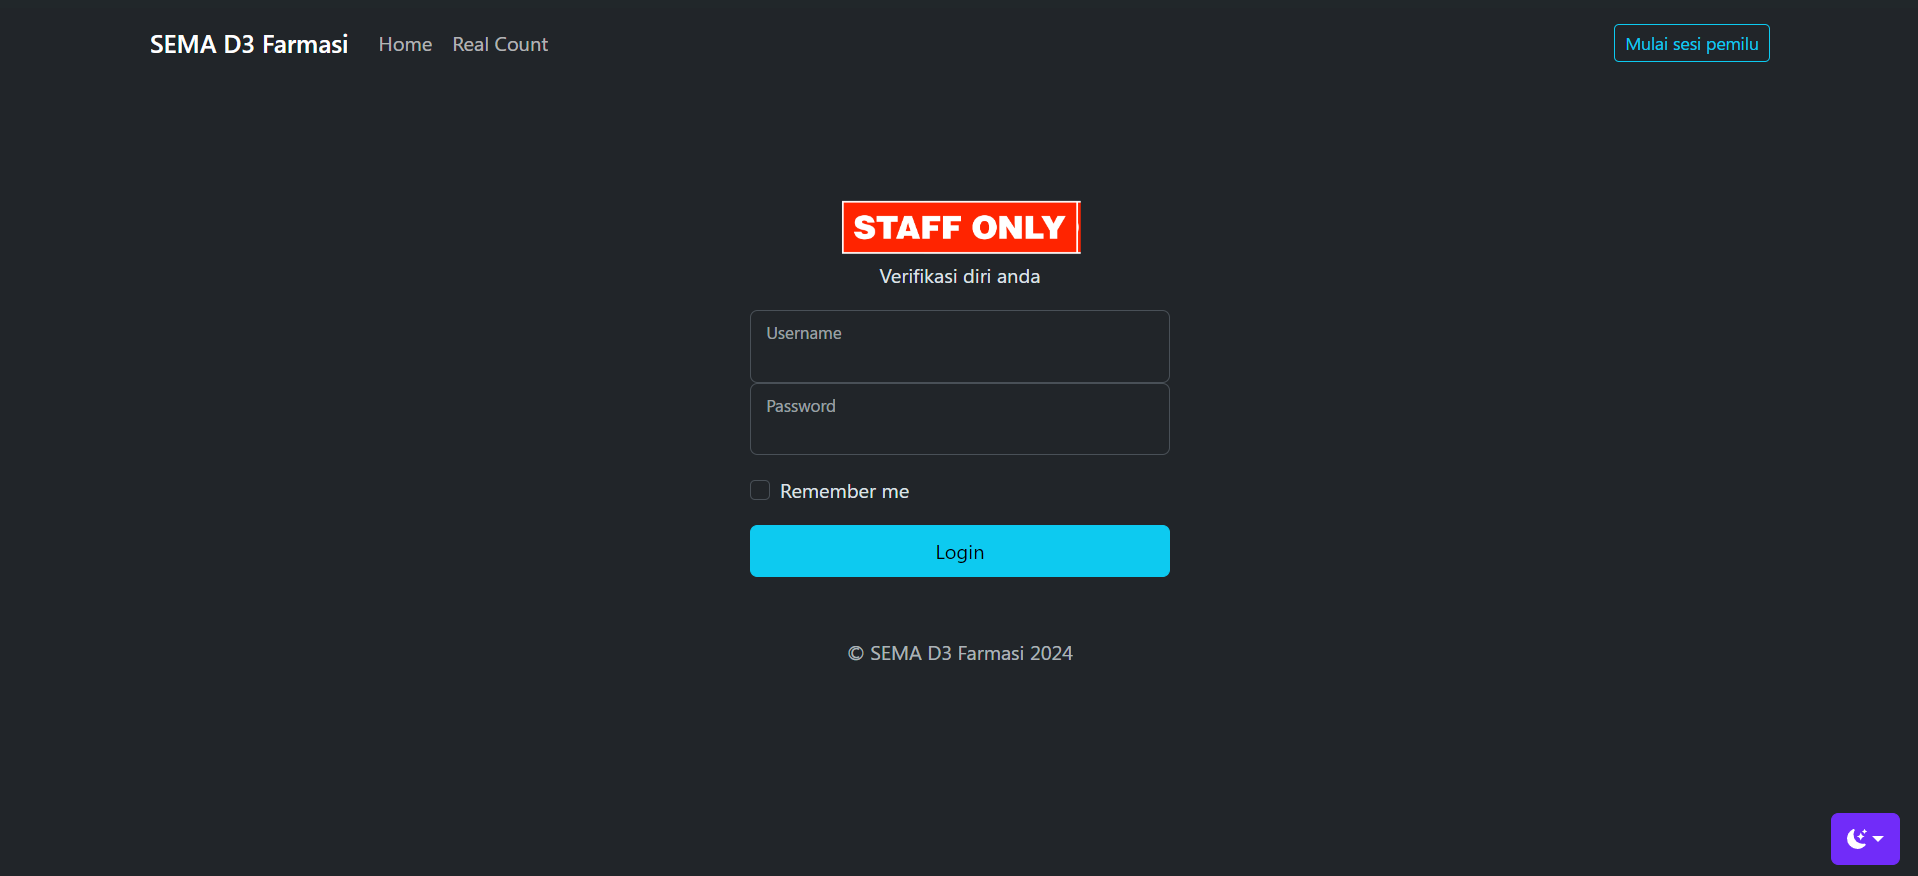 SEMA D3 Farmasi Home Real Count Mulai sesi pemilu
STAFF ONLY
Verifikasi diri anda
Username
Password
Remember me
Login
© SEMA D3 Farmasi 2024